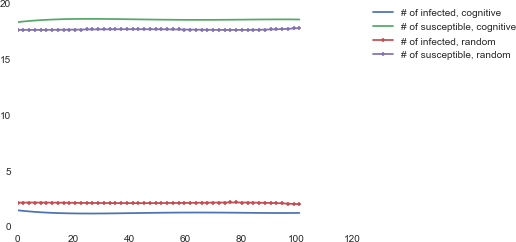 20
15
10
5
0
0 20 40 60 80 100 120
# of infected, cognitive
# of susceptible, cognitive
# of infected, random
# of susceptible, random